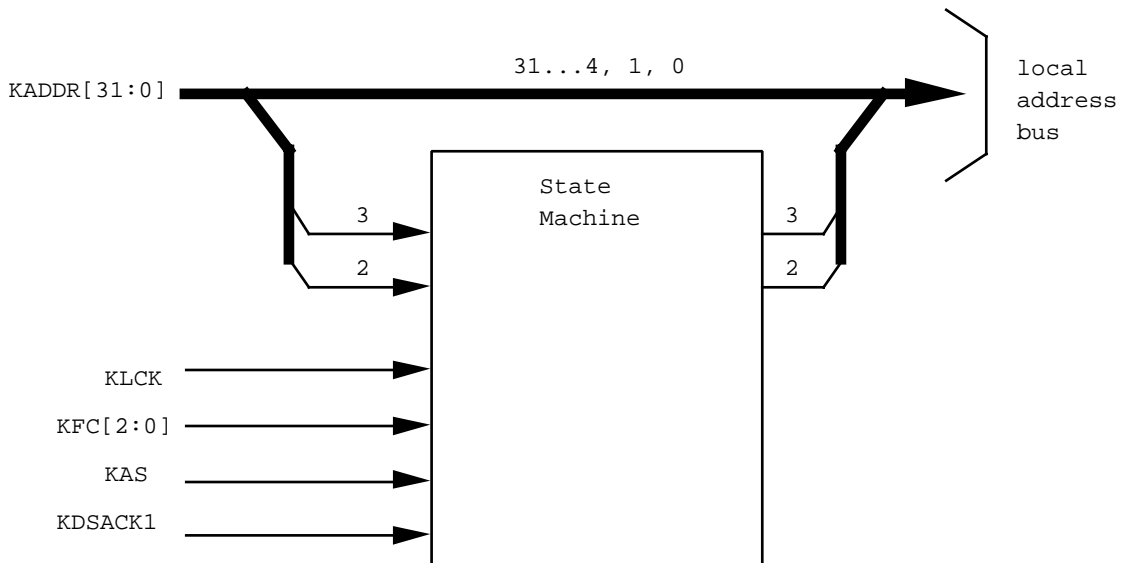 31...4, 1, 0
KADDR[31:0]
local
address
bus
State
Machine
3
3
2
2
KLCK
KFC[2:0]
KAS
KDSACK1